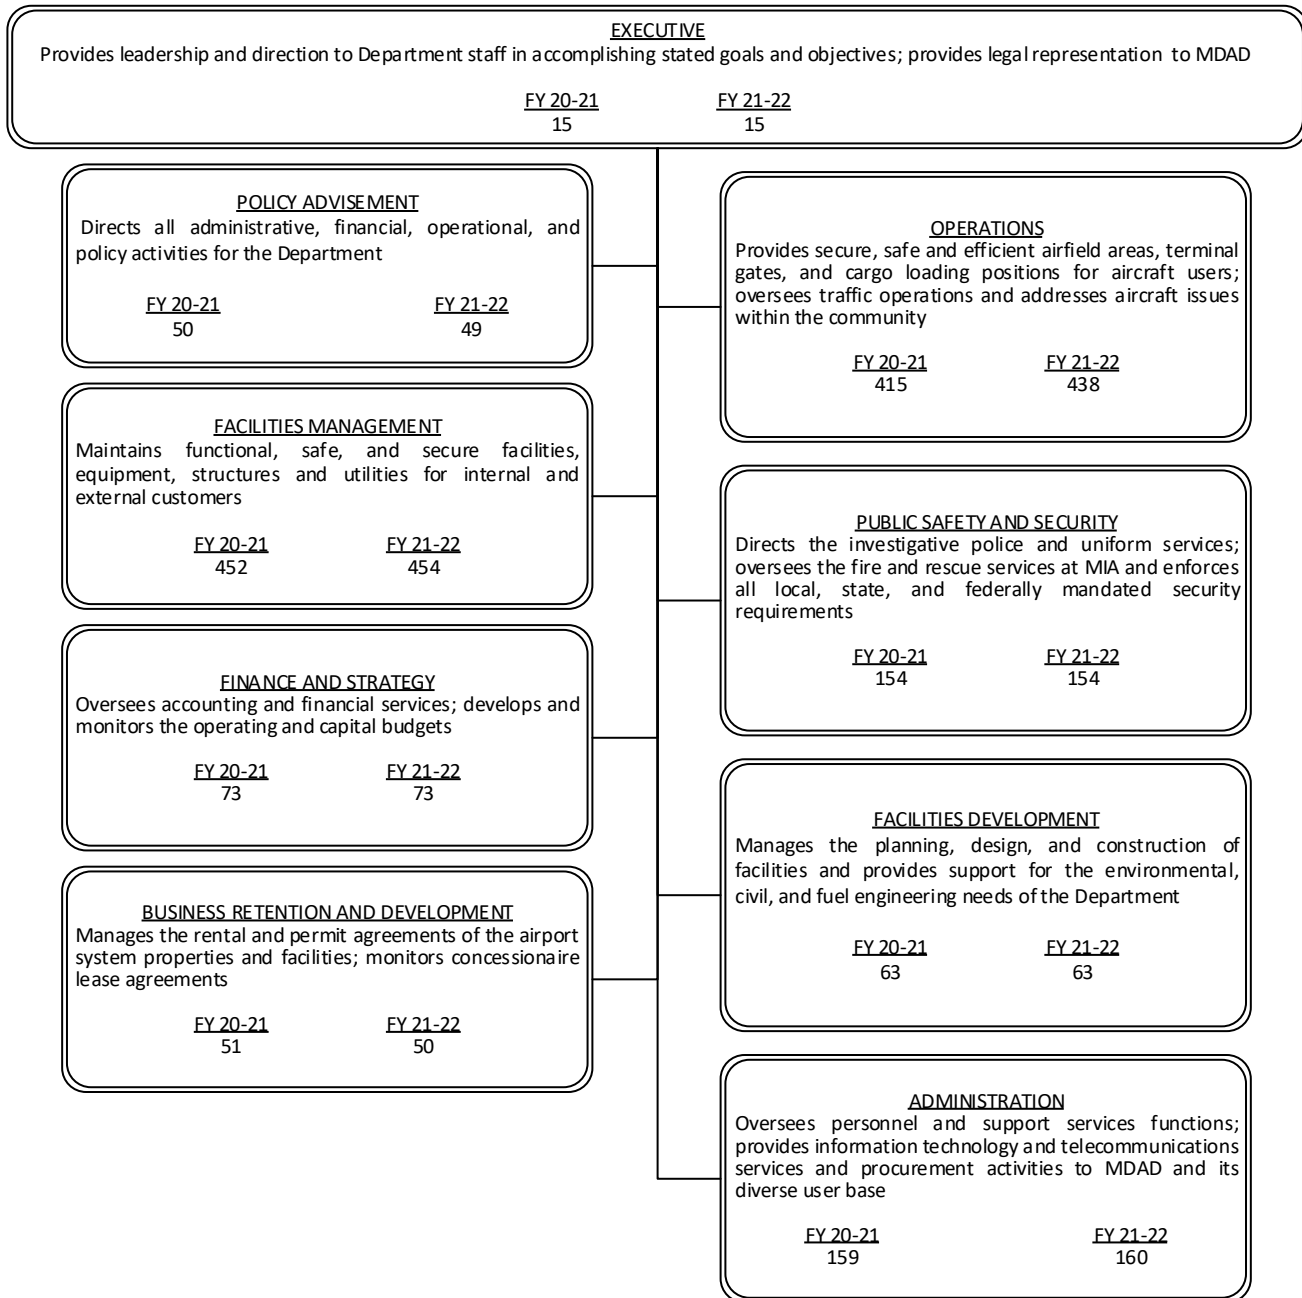 EXECUTIVE
Provides leadership and direction to Department staff in accomplishing stated goals and objectives; provides legal representation to MDAD
FY 20-21 FY 21-22
15 15
POLICY ADVISEMENT
Directs all administrative, financial, operational, and
policy activities for the Department
FY 20-21 FY 21-22
50 49
OPERATIONS
Provides secure, safe and efficient airfield areas, terminal
gates, and cargo loading positions for aircraft users;
oversees traffic operations and addresses aircraft issues
within the community
FY 20-21 FY 21-22
415 438
FACILITIES MANAGEMENT
Maintains functional, safe, and secure facilities,
equipment, structures and utilities for internal and
external customers
FY 20-21 FY 21-22
452 454
PUBLIC SAFETY AND SECURITY
Directs the investigative police and uniform services;
oversees the fire and rescue services at MIA and enforces
all local, state, and federally mandated security
requirements
FY 20-21 FY 21-22
154 154
FINANCE AND STRATEGY
Oversees accounting and financial services; develops and
monitors the operating and capital budgets
FY 20-21 FY 21-22
73 73
FACILITIES DEVELOPMENT
Manages the planning, design, and construction of
facilities and provides support for the environmental,
civil, and fuel engineering needs of the Department
FY 20-21 FY 21-22
63 63
BUSINESS RETENTION AND DEVELOPMENT
Manages the rental and permit agreements of the airport
system properties and facilities; monitors concessionaire
lease agreements
FY 20-21 FY 21-22
51 50
ADMINISTRATION
Oversees personnel and support services functions;
provides information technology and telecommunications
services and procurement activities to MDAD and its
diverse user base
FY 20-21 FY 21-22
159 160